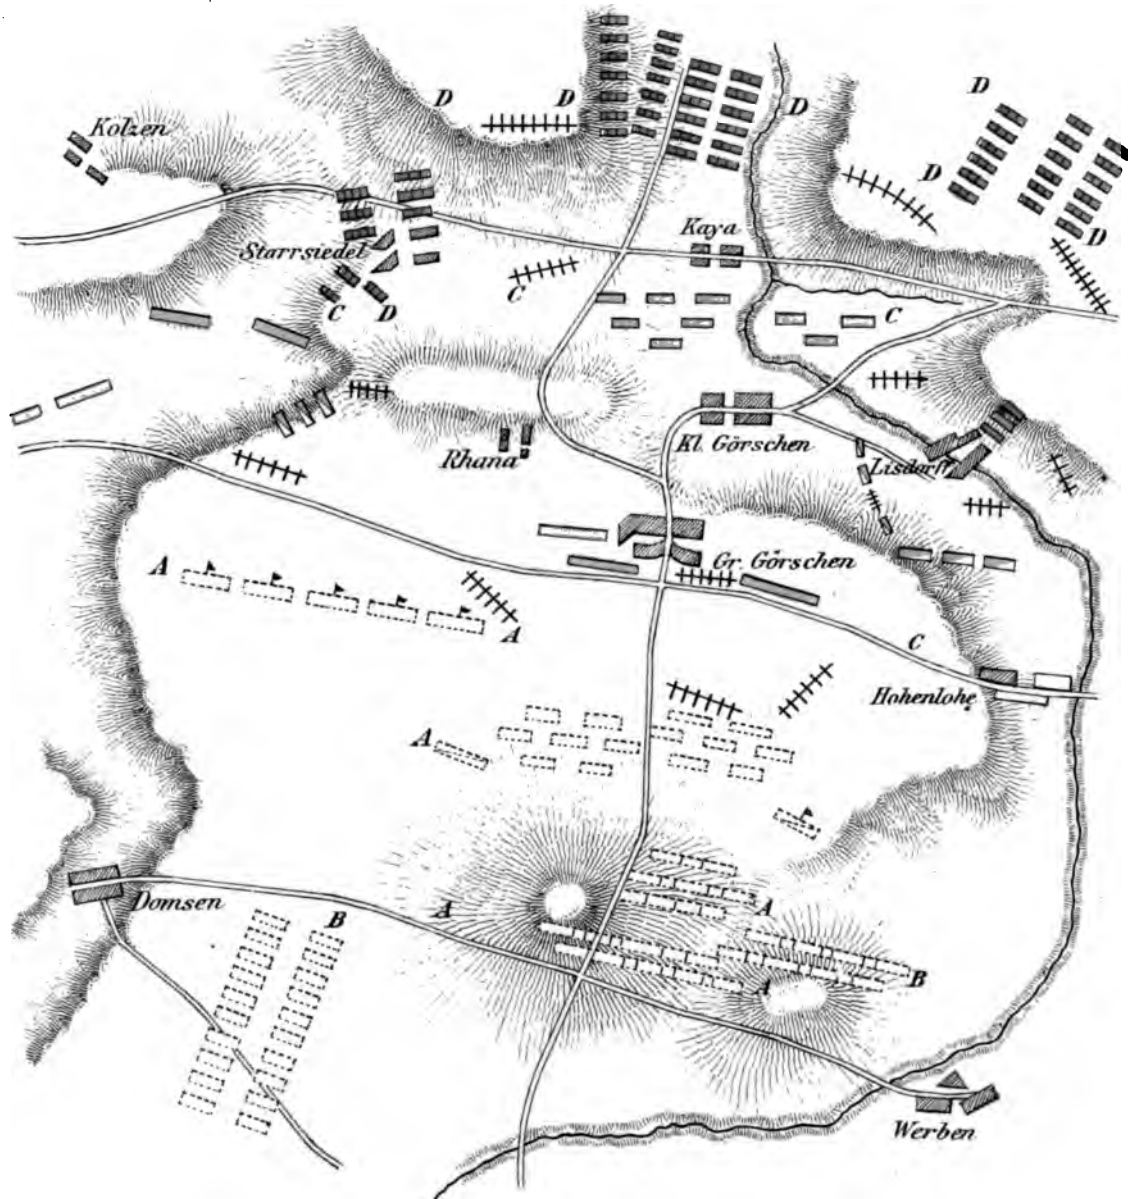 D
D
D
D
Kolzen
D
D
Kaya
Starrsiedel
C
C
D
C
Kl. Görschen
Rhana
Lisdorf
Gr. Görschen
A
A
C
Hohenlohe
A
Domsen
B
A
A
A
B
Werben